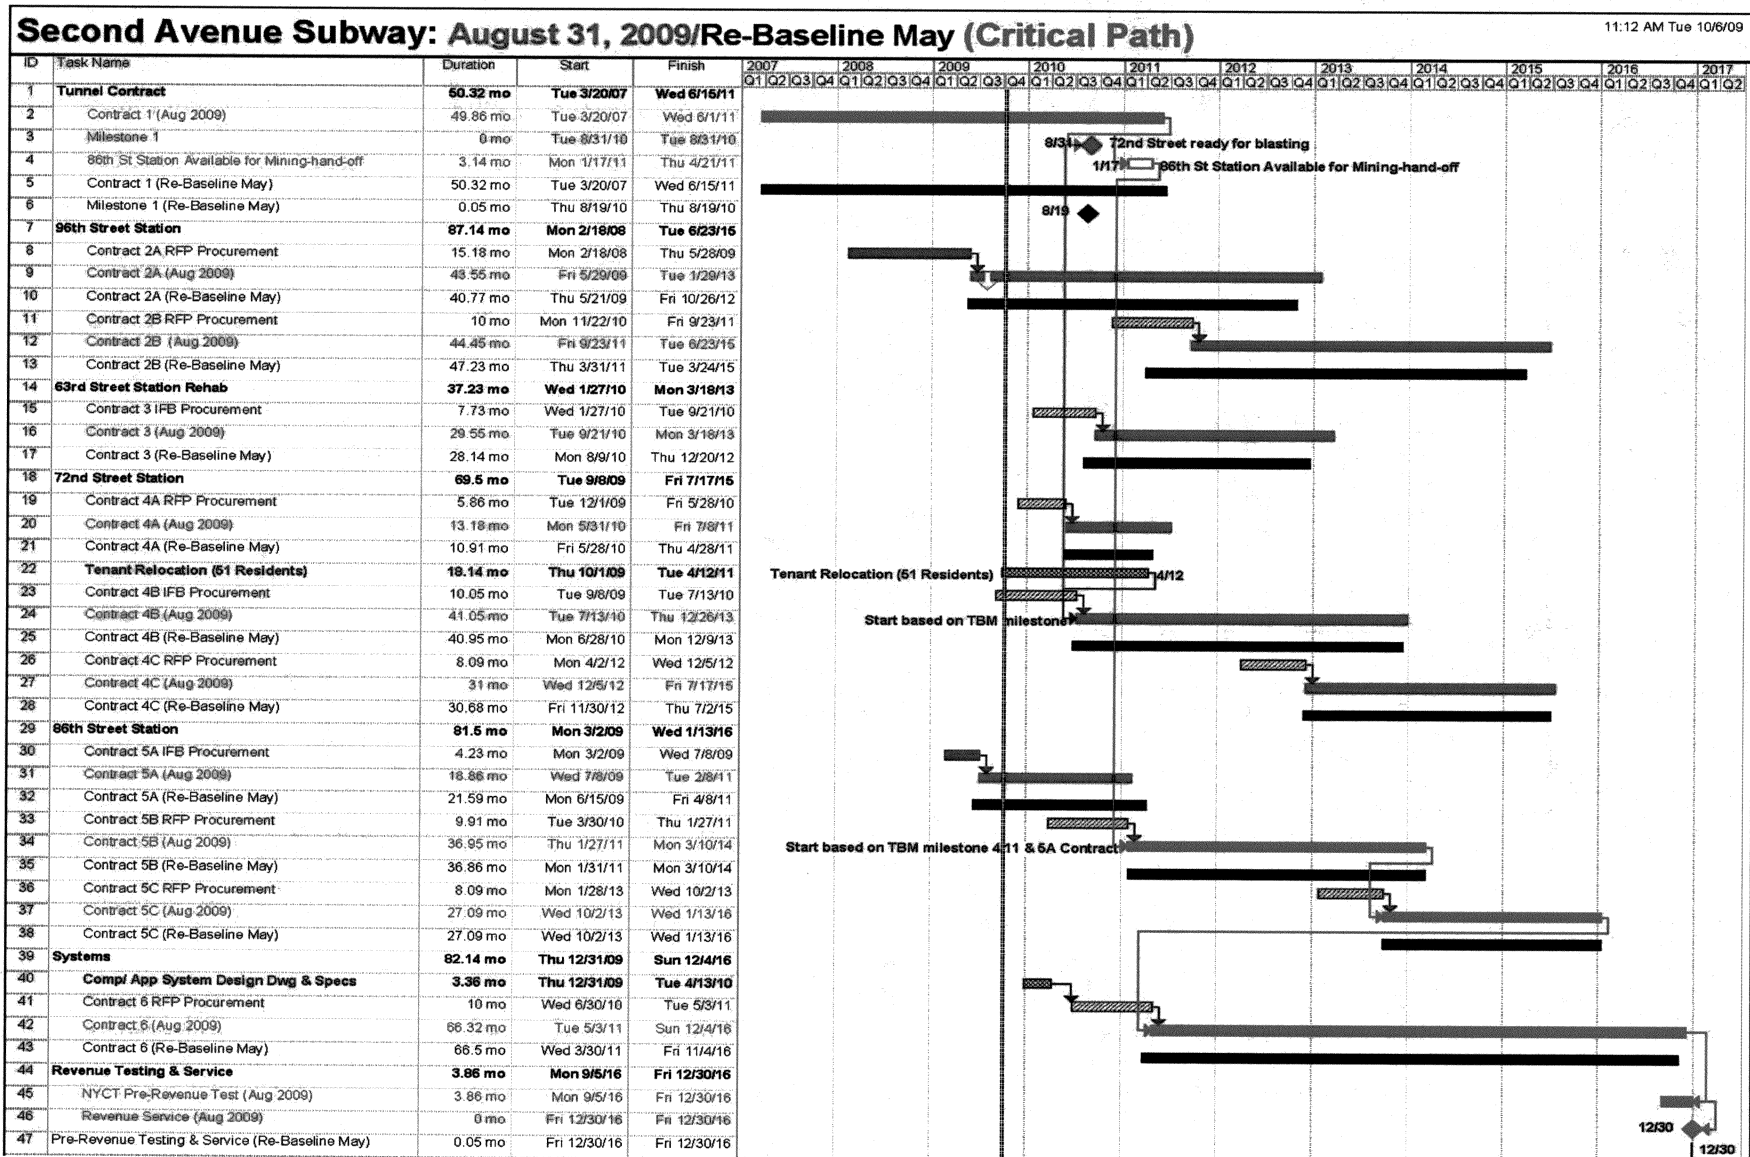 Second Avenue Subway: August 31, 2009/Re-Baseline May (Critical Path)
11:12 AM Tue 10/6/09
ID Task Name Duration Start Finish 2007 2008 2009 2010 2011 2012 2013 2014 2015 2016 2017
Q1 Q2 Q3 Q4 Q1 Q2 Q3 Q4 Q1 Q2 Q3 Q4 Q1 Q2 Q3 Q4 Q1 Q2 Q3 Q4 Q1 Q2 Q3 Q4 Q1 Q2 Q3 Q4 Q1 Q2 Q3 Q4 Q1 Q2 Q3 Q4 Q1 Q2 Q3 Q4 Q1 Q2
1 Tunnel Contract 50.32 mo Tue 3/20/07 Wed 6/15/11
2 Contract 1 (Aug 2009) 49.86 mo Tue 3/20/07 Wed 6/1/11
3 Milestone 1 0 mo Tue 8/31/10 Tue 8/31/10 8/31 72nd Street ready for blasting
4 86th St Station Available for Mining-hand-off 3.14 mo Mon 1/17/11 Thu 4/21/11 1/17 86th St Station Available for Mining-hand-off
5 Contract 1 (Re-Baseline May) 50.32 mo Tue 3/20/07 Wed 6/15/11
6 Milestone 1 (Re-Baseline May) 0.05 mo Thu 8/19/10 Thu 8/19/10 8/19
7 96th Street Station 87.14 mo Mon 2/18/08 Tue 6/23/15
8 Contract 2A RFP Procurement 15.18 mo Mon 2/18/08 Thu 5/28/09
9 Contract 2A (Aug 2009) 43.55 mo Fri 5/29/09 Tue 1/29/13
10 Contract 2A (Re-Baseline May) 40.77 mo Thu 5/21/09 Fri 10/26/12
11 Contract 2B RFP Procurement 10 mo Mon 11/22/10 Fri 9/23/11
12 Contract 2B (Aug 2009) 44.45 mo Fri 9/23/11 Tue 6/23/15
13 Contract 2B (Re-Baseline May) 47.23 mo Thu 3/31/11 Tue 3/24/15
14 63rd Street Station Rehab 37.23 mo Wed 1/27/10 Mon 3/18/13
15 Contract 3 IFB Procurement 7.73 mo Wed 1/27/10 Tue 9/21/10
16 Contract 3 (Aug 2009) 29.55 mo Tue 9/21/10 Mon 3/18/13
17 Contract 3 (Re-Baseline May) 28.14 mo Mon 8/9/10 Thu 12/20/12
18 72nd Street Station 69.5 mo Tue 9/8/09 Fri 7/17/15
19 Contract 4A RFP Procurement 5.86 mo Tue 12/1/09 Fri 5/28/10
20 Contract 4A (Aug 2009) 13.18 mo Mon 5/31/10 Fri 7/8/11
21 Contract 4A (Re-Baseline May) 10.91 mo Fri 5/28/10 Thu 4/28/11
22 Tenant Relocation (51 Residents) 18.14 mo Thu 10/1/09 Tue 4/12/11 Tenant Relocation (51 Residents) 4/12
23 Contract 4B IFB Procurement 10.05 mo Tue 9/8/09 Tue 7/13/10
24 Contract 4B (Aug 2009) 41.05 mo Tue 7/13/10 Thu 12/26/13 Start based on TBM milestone
25 Contract 4B (Re-Baseline May) 40.95 mo Mon 6/28/10 Mon 12/9/13
26 Contract 4C RFP Procurement 8.09 mo Mon 4/2/12 Wed 12/5/12
27 Contract 4C (Aug 2009) 31 mo Wed 12/5/12 Fri 7/17/15
28 Contract 4C (Re-Baseline May) 30.68 mo Fri 11/30/12 Thu 7/2/15
29 86th Street Station 81.5 mo Mon 3/2/09 Wed 1/13/16
30 Contract 5A IFB Procurement 4.23 mo Mon 3/2/09 Wed 7/8/09
31 Contract 5A (Aug 2009) 18.86 mo Wed 7/8/09 Tue 2/8/11
32 Contract 5A (Re-Baseline May) 21.59 mo Mon 6/15/09 Fri 4/8/11
33 Contract 5B RFP Procurement 9.91 mo Tue 3/30/10 Thu 1/27/11
34 Contract 5B (Aug 2009) 36.95 mo Thu 1/27/11 Mon 3/10/14 Start based on TBM milestone 4/11 & 5A Contract
35 Contract 5B (Re-Baseline May) 36.86 mo Mon 1/31/11 Mon 3/10/14
36 Contract 5C RFP Procurement 8.09 mo Mon 1/28/13 Wed 10/2/13
37 Contract 5C (Aug 2009) 27.09 mo Wed 10/2/13 Wed 1/13/16
38 Contract 5C (Re-Baseline May) 27.09 mo Wed 10/2/13 Wed 1/13/16
39 Systems 82.14 mo Thu 12/31/09 Sun 12/4/16
40 Comp/ App System Design Dwg & Specs 3.36 mo Thu 12/31/09 Tue 4/13/10
41 Contract 6 RFP Procurement 10 mo Wed 6/30/10 Tue 5/3/11
42 Contract 6 (Aug 2009) 66.32 mo Tue 5/3/11 Sun 12/4/16
43 Contract 6 (Re-Baseline May) 66.5 mo Wed 3/30/11 Fri 11/4/16
44 Revenue Testing & Service 3.86 mo Mon 9/5/16 Fri 12/30/16
45 NYCT Pre-Revenue Test (Aug 2009) 3.86 mo Mon 9/5/16 Fri 12/30/16
46 Revenue Service (Aug 2009) 0 mo Fri 12/30/16 Fri 12/30/16 12/30
47 Pre-Revenue Testing & Service (Re-Baseline May) 0.05 mo Fri 12/30/16 Fri 12/30/16 12/30